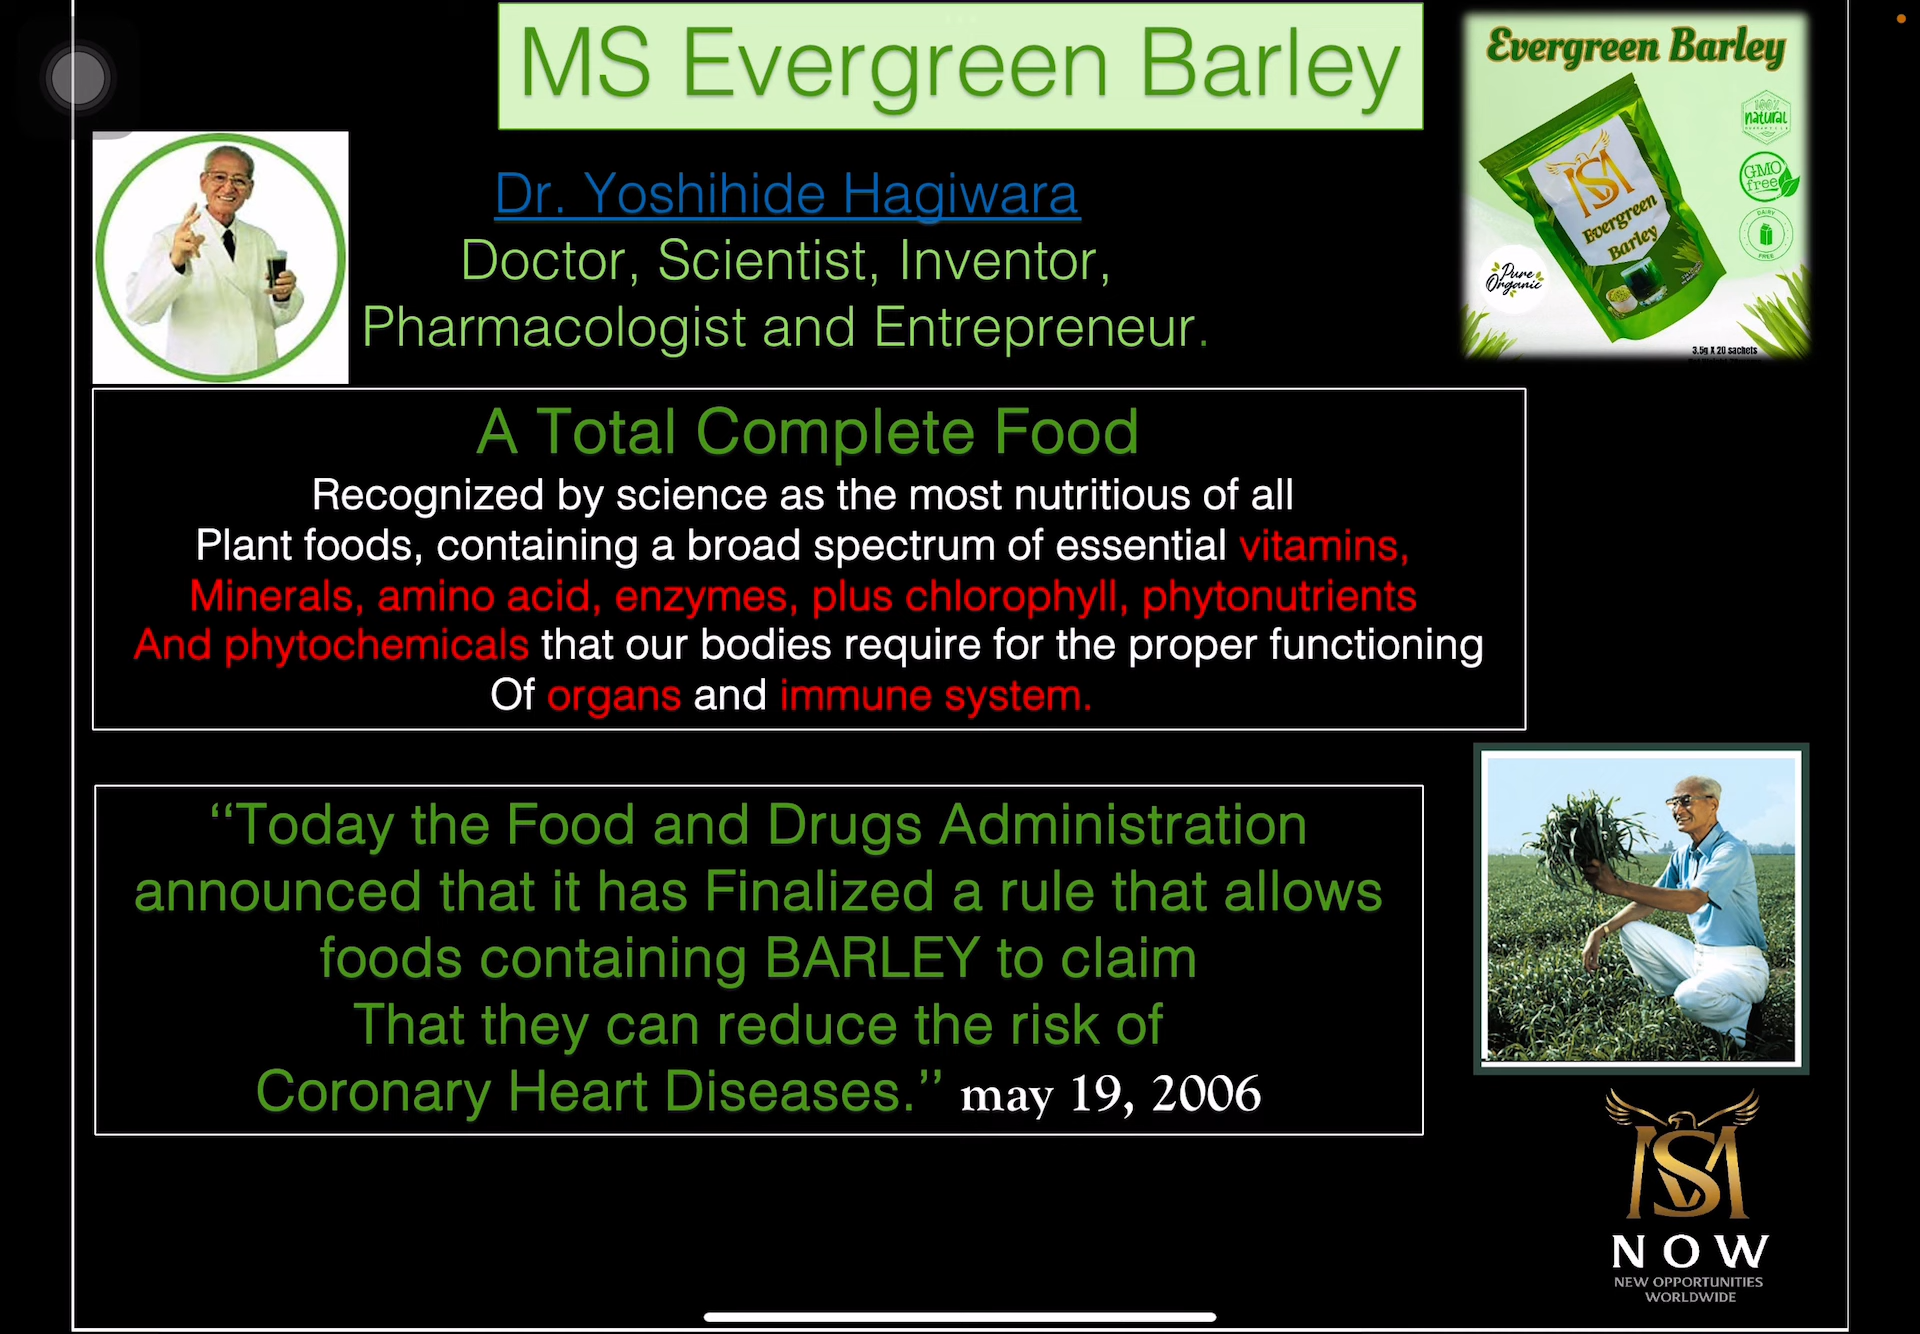 MS Evergreen Barley
Evergreen Barley
100%
natural
GMO
free
DAIRY
FREE
MS
Evergreen
Barley
Pure
Organic
3.5g X 20 sachets
Dr. Yoshihide Hagiwara
Doctor, Scientist, Inventor,
Pharmacologist and Entrepreneur.
A Total Complete Food
Recognized by science as the most nutritious of all
Plant foods, containing a broad spectrum of essential vitamins,
Minerals, amino acid, enzymes, plus chlorophyll, phytonutrients
And phytochemicals that our bodies require for the proper functioning
Of organs and immune system.
“Today the Food and Drugs Administration
announced that it has Finalized a rule that allows
foods containing BARLEY to claim
That they can reduce the risk of
Coronary Heart Diseases.” may 19, 2006
MS
NOW
NEW OPPORTUNITIES
WORLDWIDE